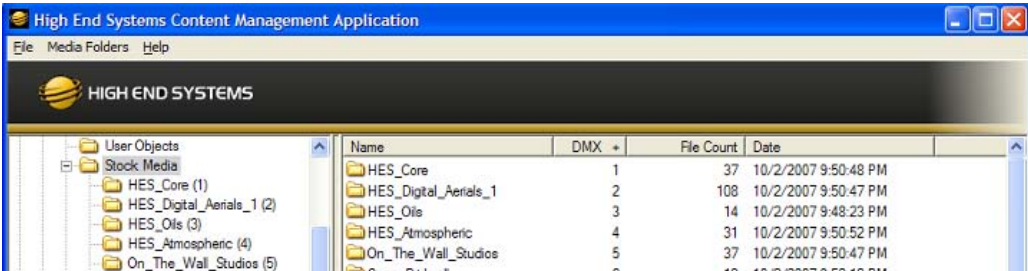 High End Systems Content Management Application
File Media Folders Help
HIGH END SYSTEMS
User Objects
Stock Media
HES_Core (1)
HES_Digital_Aerials_1 (2)
HES_Oils (3)
HES_Atmospheric (4)
On_The_Wall_Studios (5)
Name DMX File Count Date
HES_Core 1 37 10/2/2007 9:50:48 PM
HES_Digital_Aerials_1 2 108 10/2/2007 9:50:47 PM
HES_Oils 3 14 10/2/2007 9:48:23 PM
HES_Atmospheric 4 31 10/2/2007 9:50:52 PM
On_The_Wall_Studios 5 37 10/2/2007 9:50:47 PM